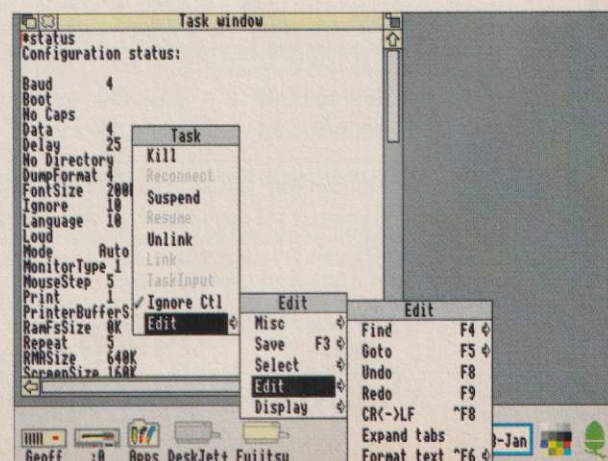 Task window
*status
Configuration status:
Baud 4
Boot
No Caps
Data 4
Delay 25
No Directory
DumpFormat 4
FontSize
Ignore 10
Language 10
Loud
Mode Auto
MonitorType 1
MouseStep 5
Print 1
Repeat 5
RMASize 640K
ScreenSize 160K
Task
Kill
Reconnect
Suspend
Resume
Unlink
Link
TaskInput
✓Ignore Ctl
Edit
Edit
Misc
Save F3
Select
Edit
Display
Edit
Find F4
Goto F5
Undo F8
Redo F9
CR<->LF ^F8
Expand tabs
Format text ^F6
Geoff :0 Apps DeskJet+ Fujitsu -Jan